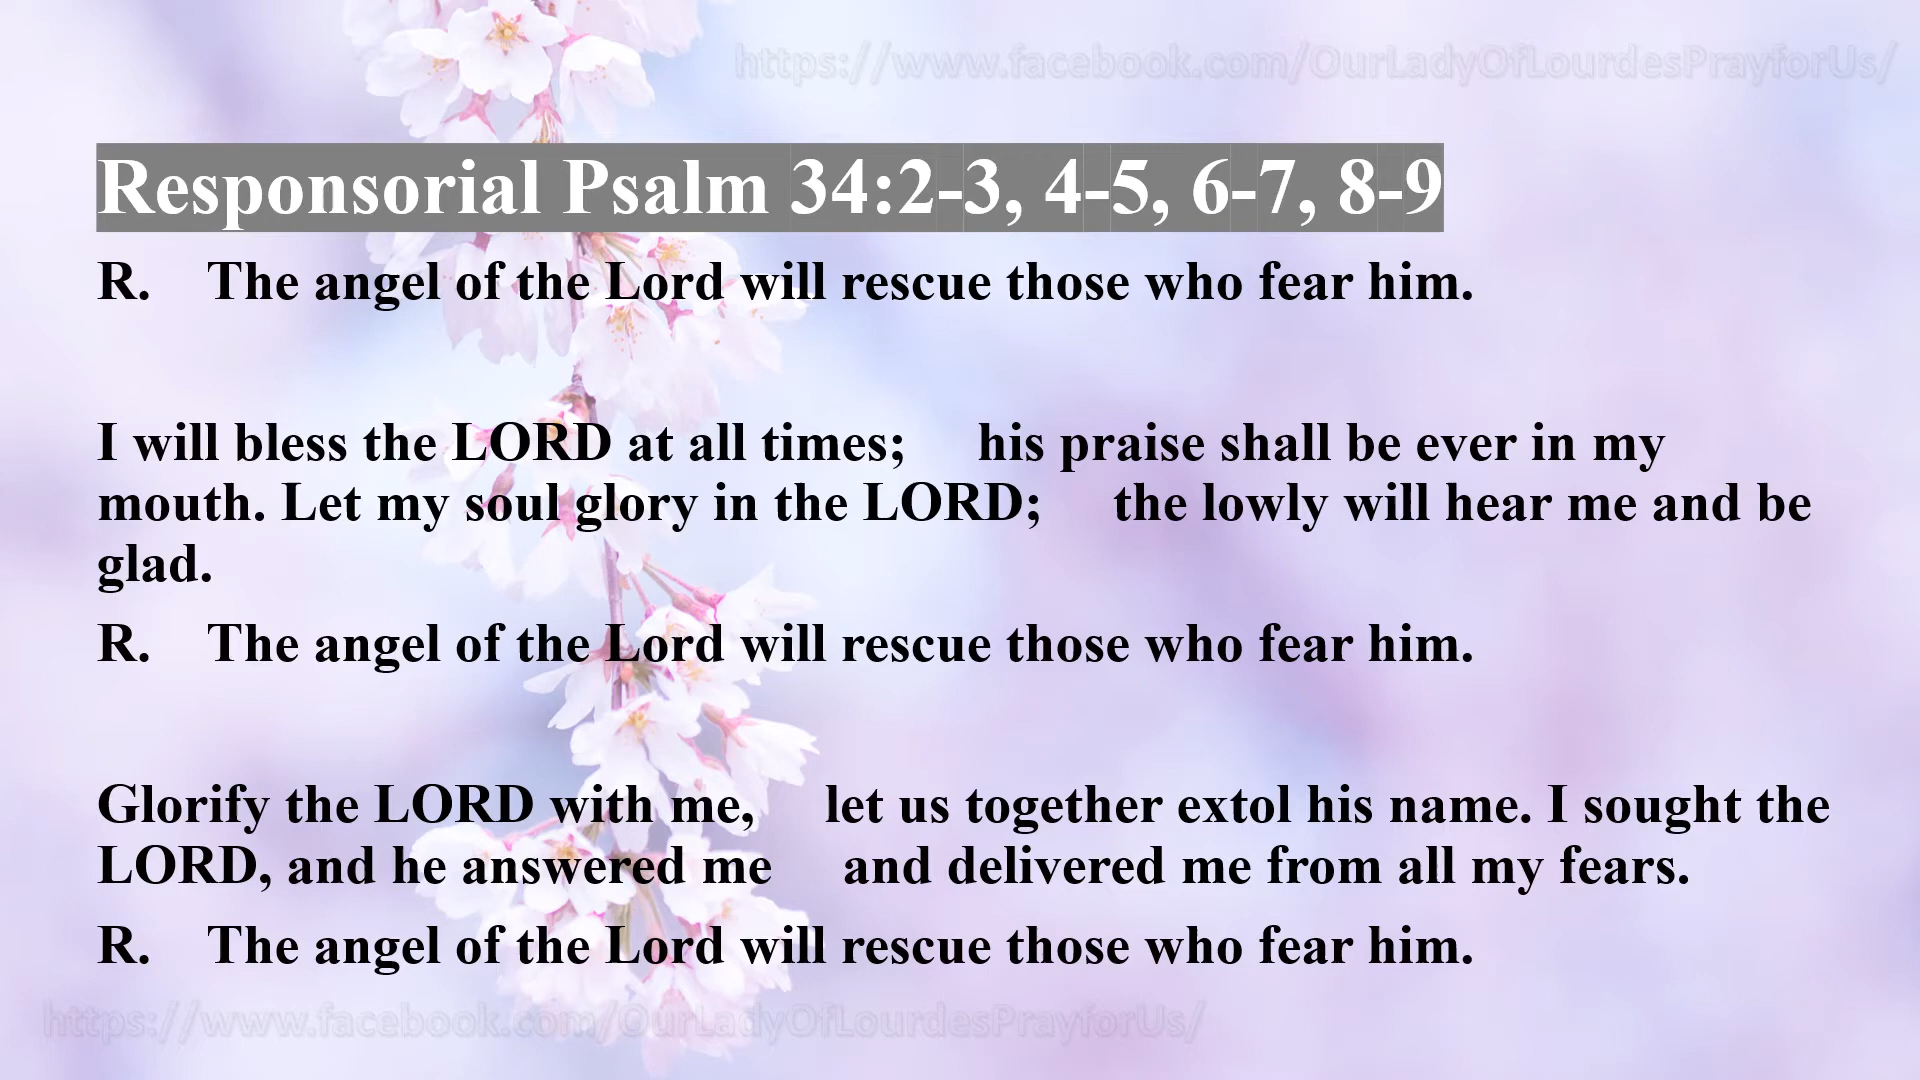 https://www.facebook.com/OurLadyOfLourdesPrayforUs/
Responsorial Psalm 34:2-3, 4-5, 6-7, 8-9
R. The angel of the Lord will rescue those who fear him.
I will bless the LORD at all times; his praise shall be ever in my
mouth. Let my soul glory in the LORD; the lowly will hear me and be
glad.
R. The angel of the Lord will rescue those who fear him.
Glorify the LORD with me, let us together extol his name. I sought the
LORD, and he answered me and delivered me from all my fears.
R. The angel of the Lord will rescue those who fear him.
https://www.facebook.com/OurLadyOfLourdesPrayforUs/